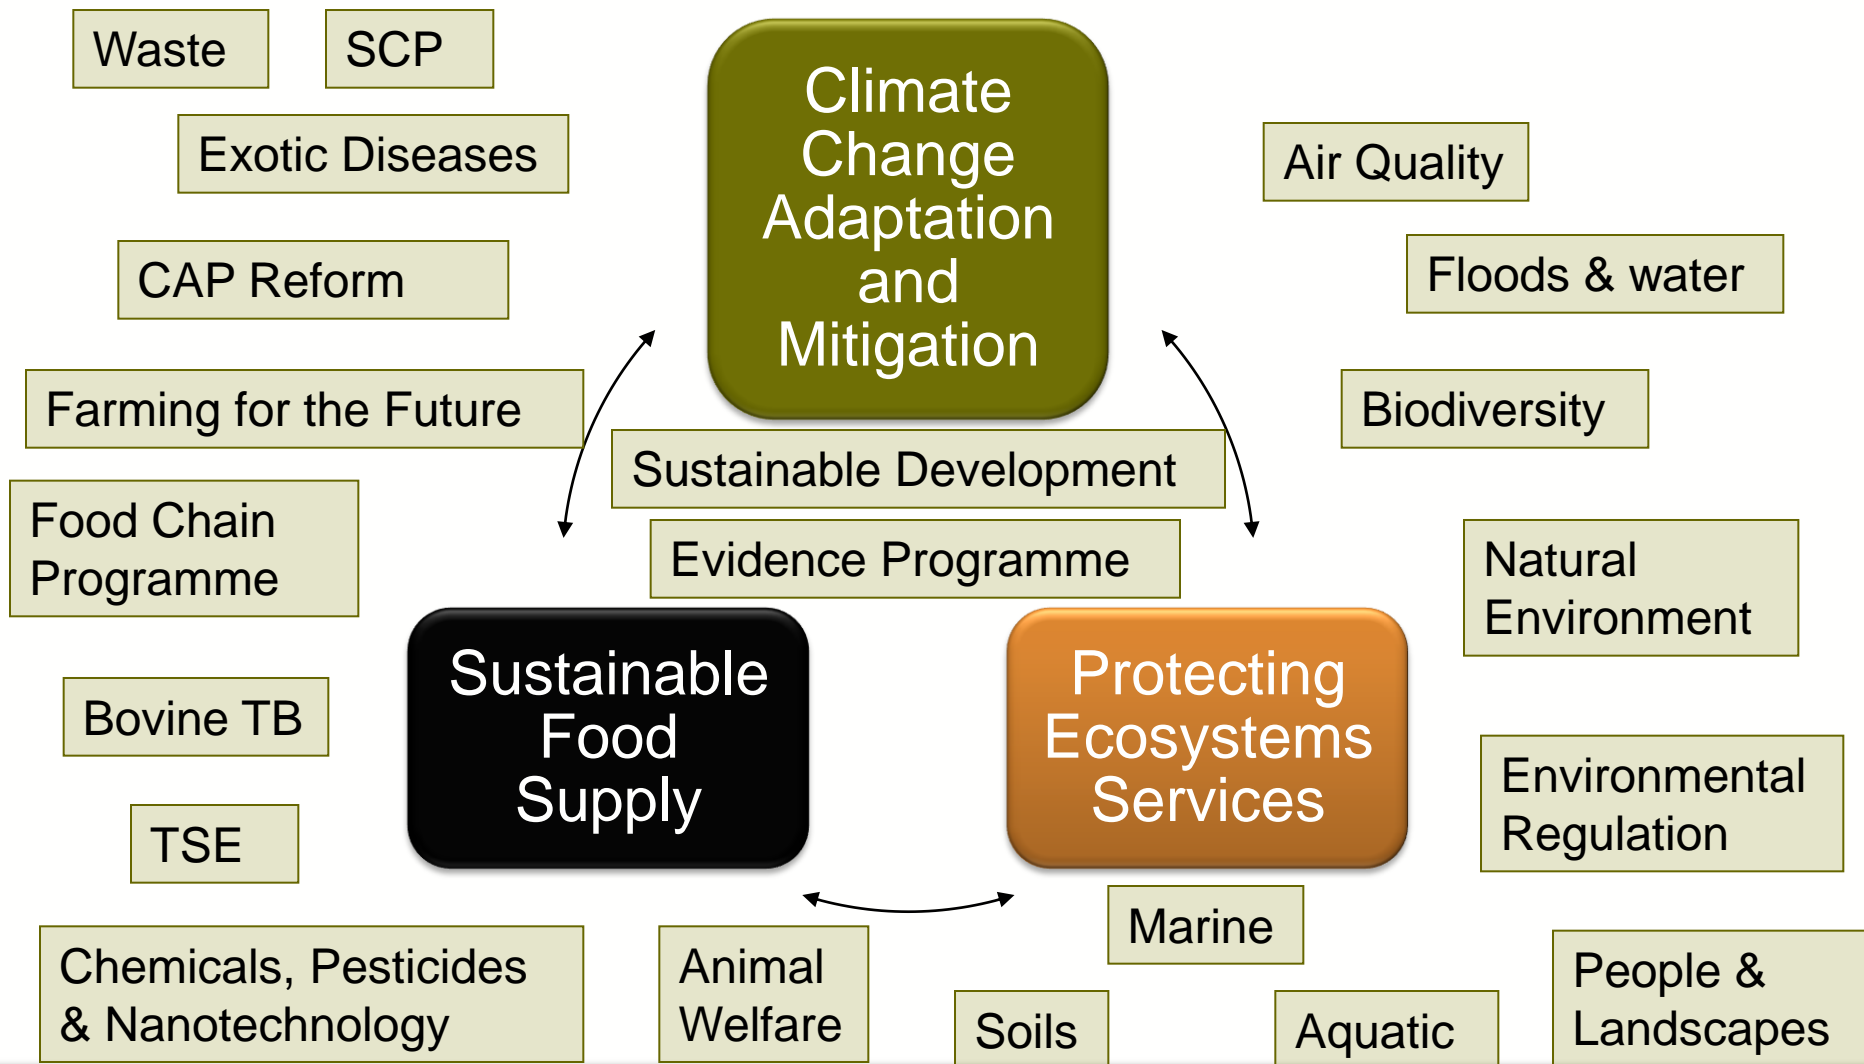 Waste
SCP
Climate
Change
Adaptation
and
Mitigation
Exotic Diseases
Air Quality
CAP Reform
Floods & water
Farming for the Future
Biodiversity
Sustainable Development
Evidence Programme
Food Chain
Programme
Natural
Environment
Sustainable
Food
Supply
Protecting
Ecosystems
Services
Bovine TB
Environmental
Regulation
TSE
Marine
Chemicals, Pesticides
& Nanotechnology
Animal
Welfare
Soils
Aquatic
People &
Landscapes